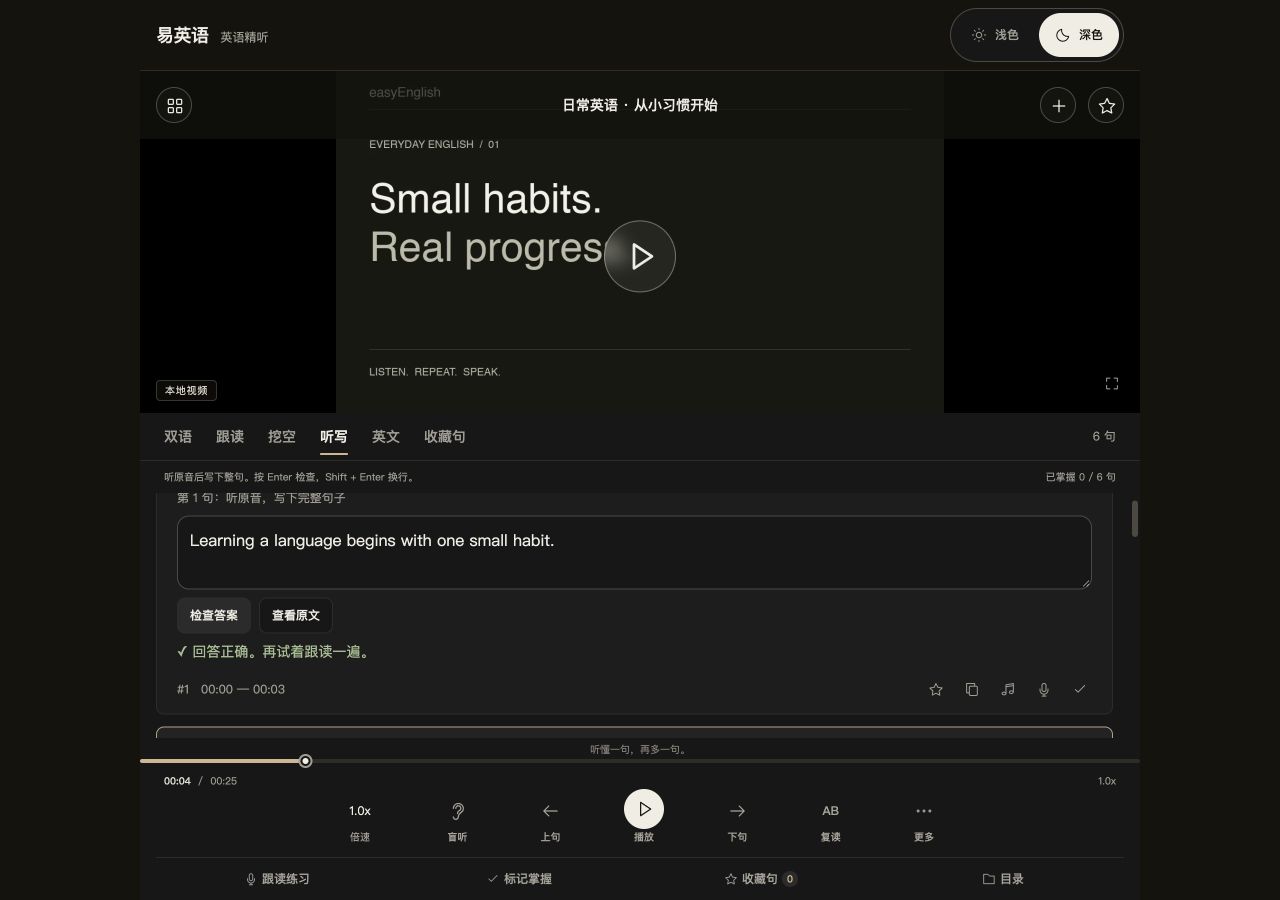 易英语 英语精听
浅色 深色
easyEnglish
日常英语 · 从小习惯开始
EVERYDAY ENGLISH / 01
Small habits.
Real progress
LISTEN. REPEAT. SPEAK.
本地视频
双语 跟读 挖空 听写 英文 收藏句 6 句
听原音后写下整句。按 Enter 检查，Shift + Enter 换行。 已掌握 0 / 6 句
第 1 句：听原音，写下完整句子
Learning a language begins with one small habit.
检查答案 查看原文
✓ 回答正确。再试着跟读一遍。
#1 00:00 — 00:03
听懂一句，再多一句。
00:04 / 00:25 1.0x
1.0x AB
倍速 盲听 上句 播放 下句 复读 更多
跟读练习 标记掌握 收藏句 0 目录